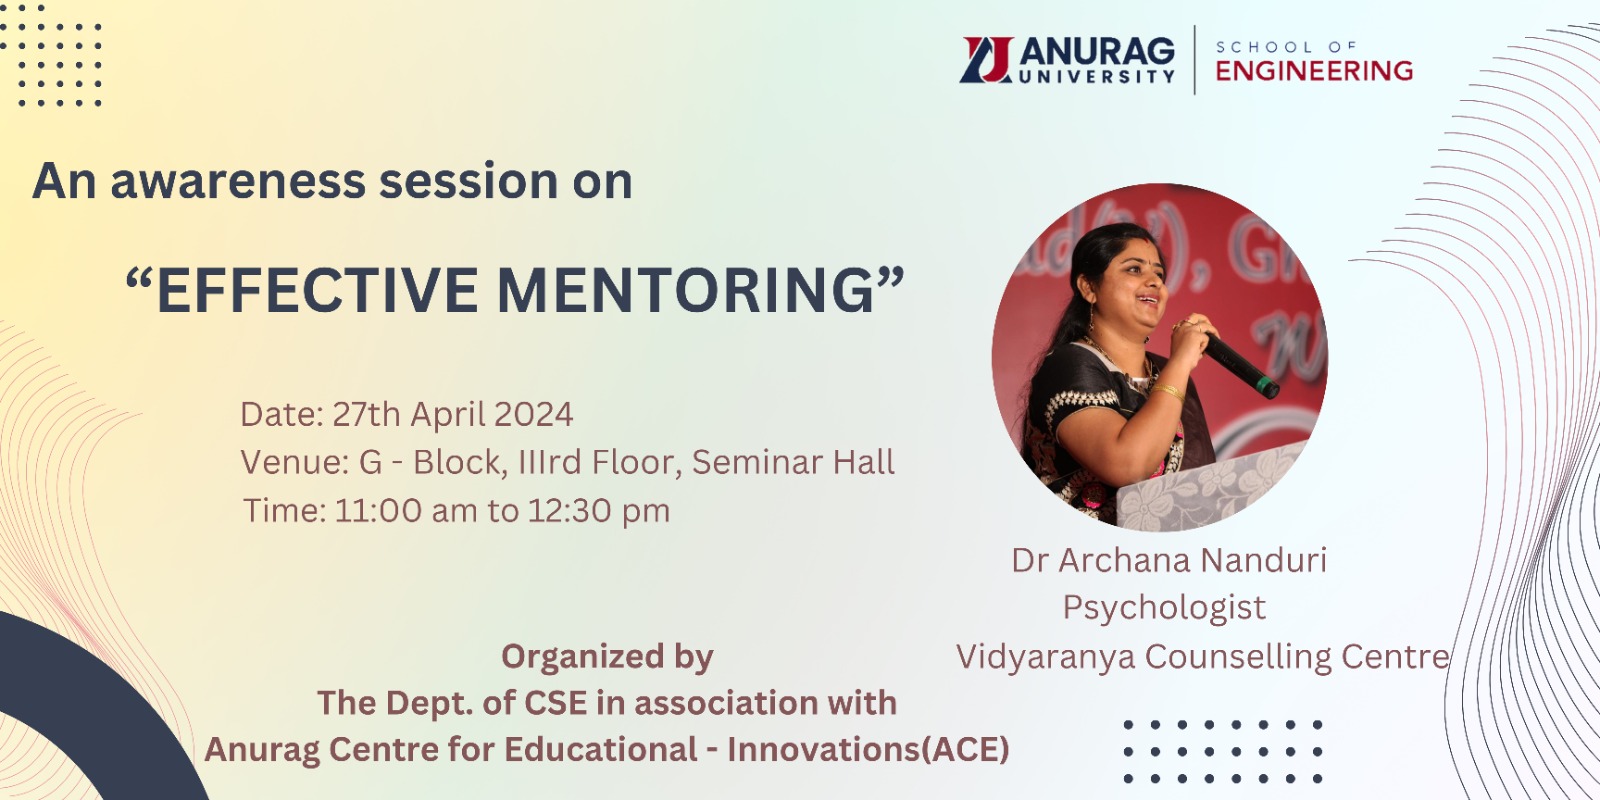 ANURAG
UNIVERSITY
SCHOOL OF
ENGINEERING
An awareness session on
“EFFECTIVE MENTORING”
Date: 27th April 2024
Venue: G - Block, IIIrd Floor, Seminar Hall
Time: 11:00 am to 12:30 pm
Dr Archana Nanduri
Psychologist
Vidyaranya Counselling Centre
Organized by
The Dept. of CSE in association with
Anurag Centre for Educational - Innovations(ACE)